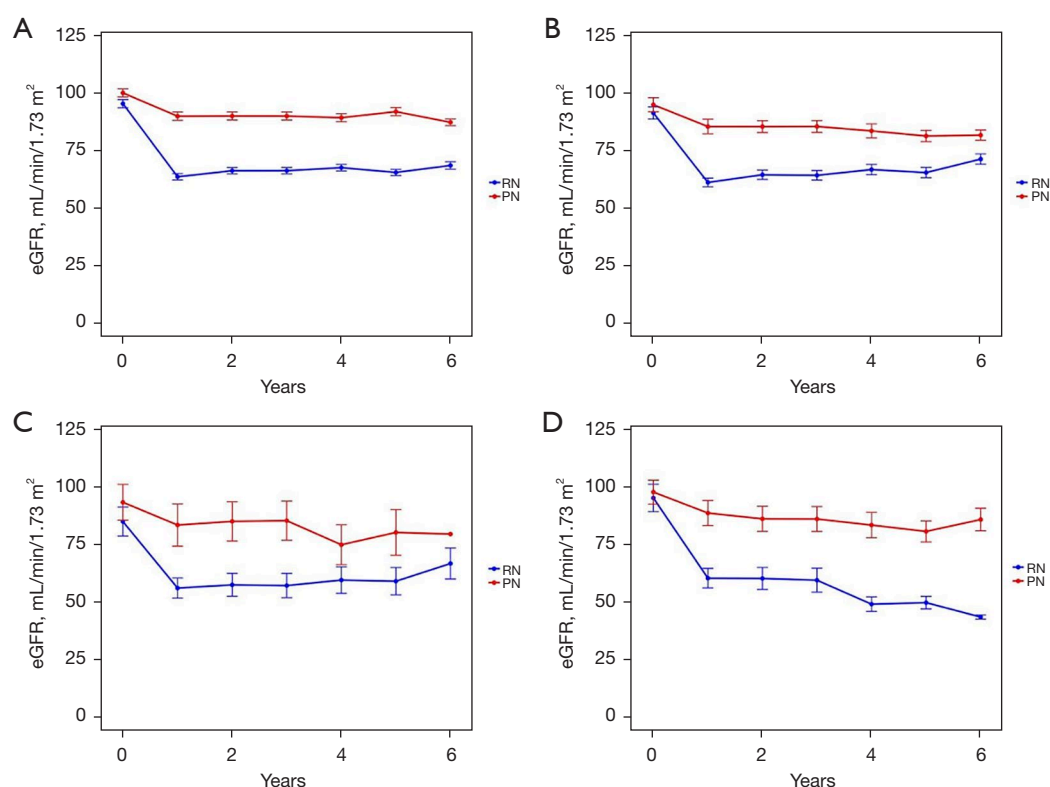 A
125
100
75
50
25
0
eGFR, mL/min/1.73 m²
0 2 4 6
Years
RN
PN
B
125
100
75
50
25
0
eGFR, mL/min/1.73 m²
0 2 4 6
Years
RN
PN
C
125
100
75
50
25
0
eGFR, mL/min/1.73 m²
0 2 4 6
Years
RN
PN
D
125
100
75
50
25
0
eGFR, mL/min/1.73 m²
0 2 4 6
Years
RN
PN